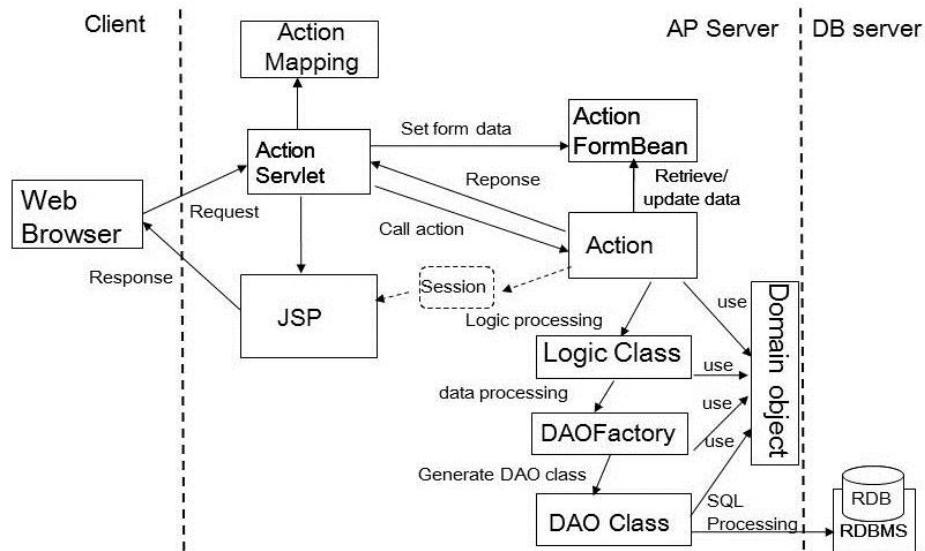 Client
AP Server
DB server
Action
Mapping
Action
Servlet
Set form data
Action
FormBean
Retrieve/
update data
Reponse
Web
Browser
Request
Call action
Action
Response
JSP
Session
use
Domain object
Logic processing
Logic Class
use
data processing
use
DAOFactory
use
Generate DAO class
DAO Class
SQL
Processing
RDB
RDBMS